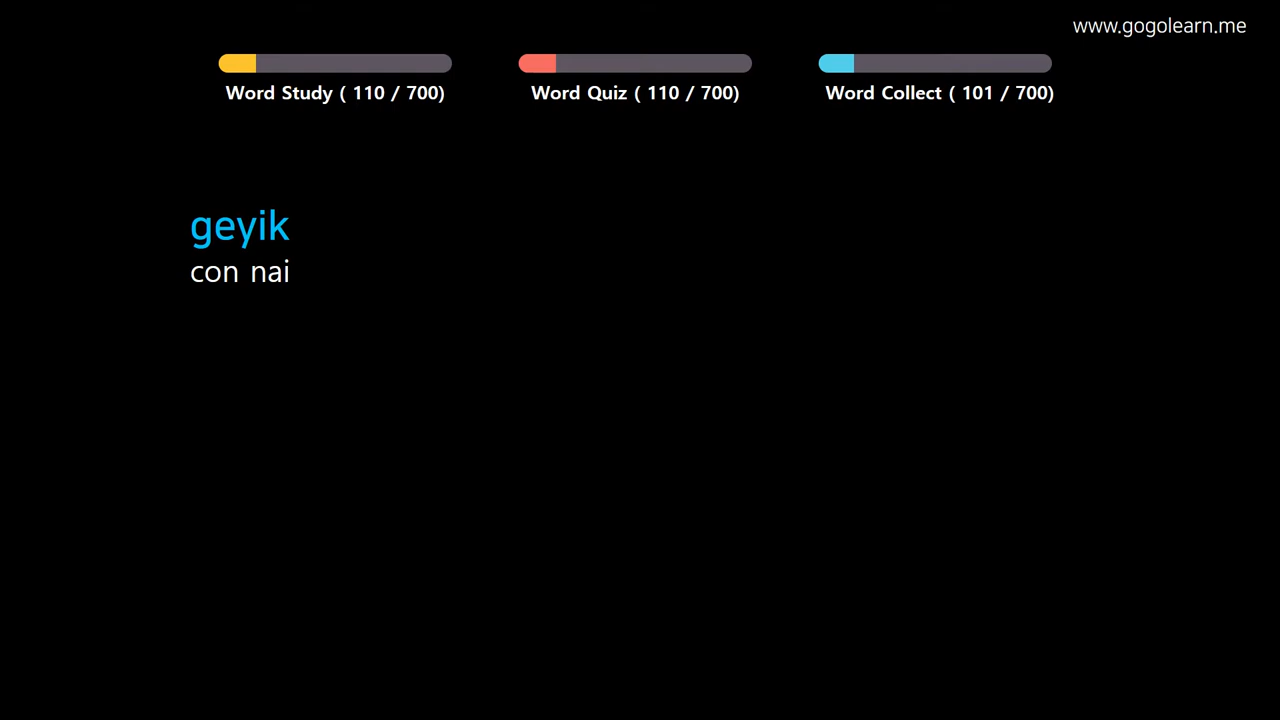 www.gogolearn.me
Word Study ( 110 / 700)
Word Quiz ( 110 / 700)
Word Collect ( 101 / 700)
geyik
con nai